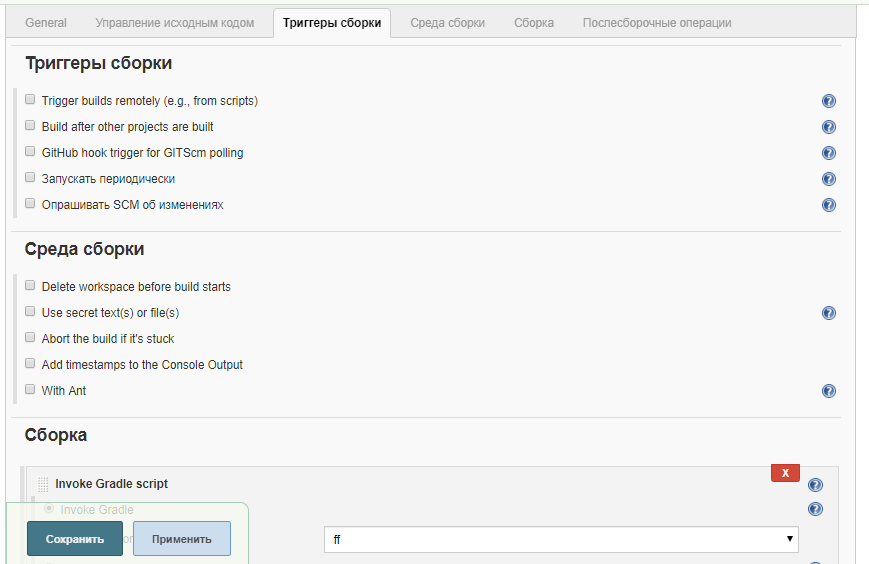 General Управление исходным кодом Триггеры сборки Среда сборки Сборка Послесборочные операции
Триггеры сборки
Trigger builds remotely (e.g., from scripts)
Build after other projects are built
GitHub hook trigger for GITScm polling
Запускать периодически
Опрашивать SCM об изменениях
Среда сборки
Delete workspace before build starts
Use secret text(s) or file(s)
Abort the build if it's stuck
Add timestamps to the Console Output
With Ant
Сборка
X
Invoke Gradle script
Invoke Gradle
Сохранить Применить ff